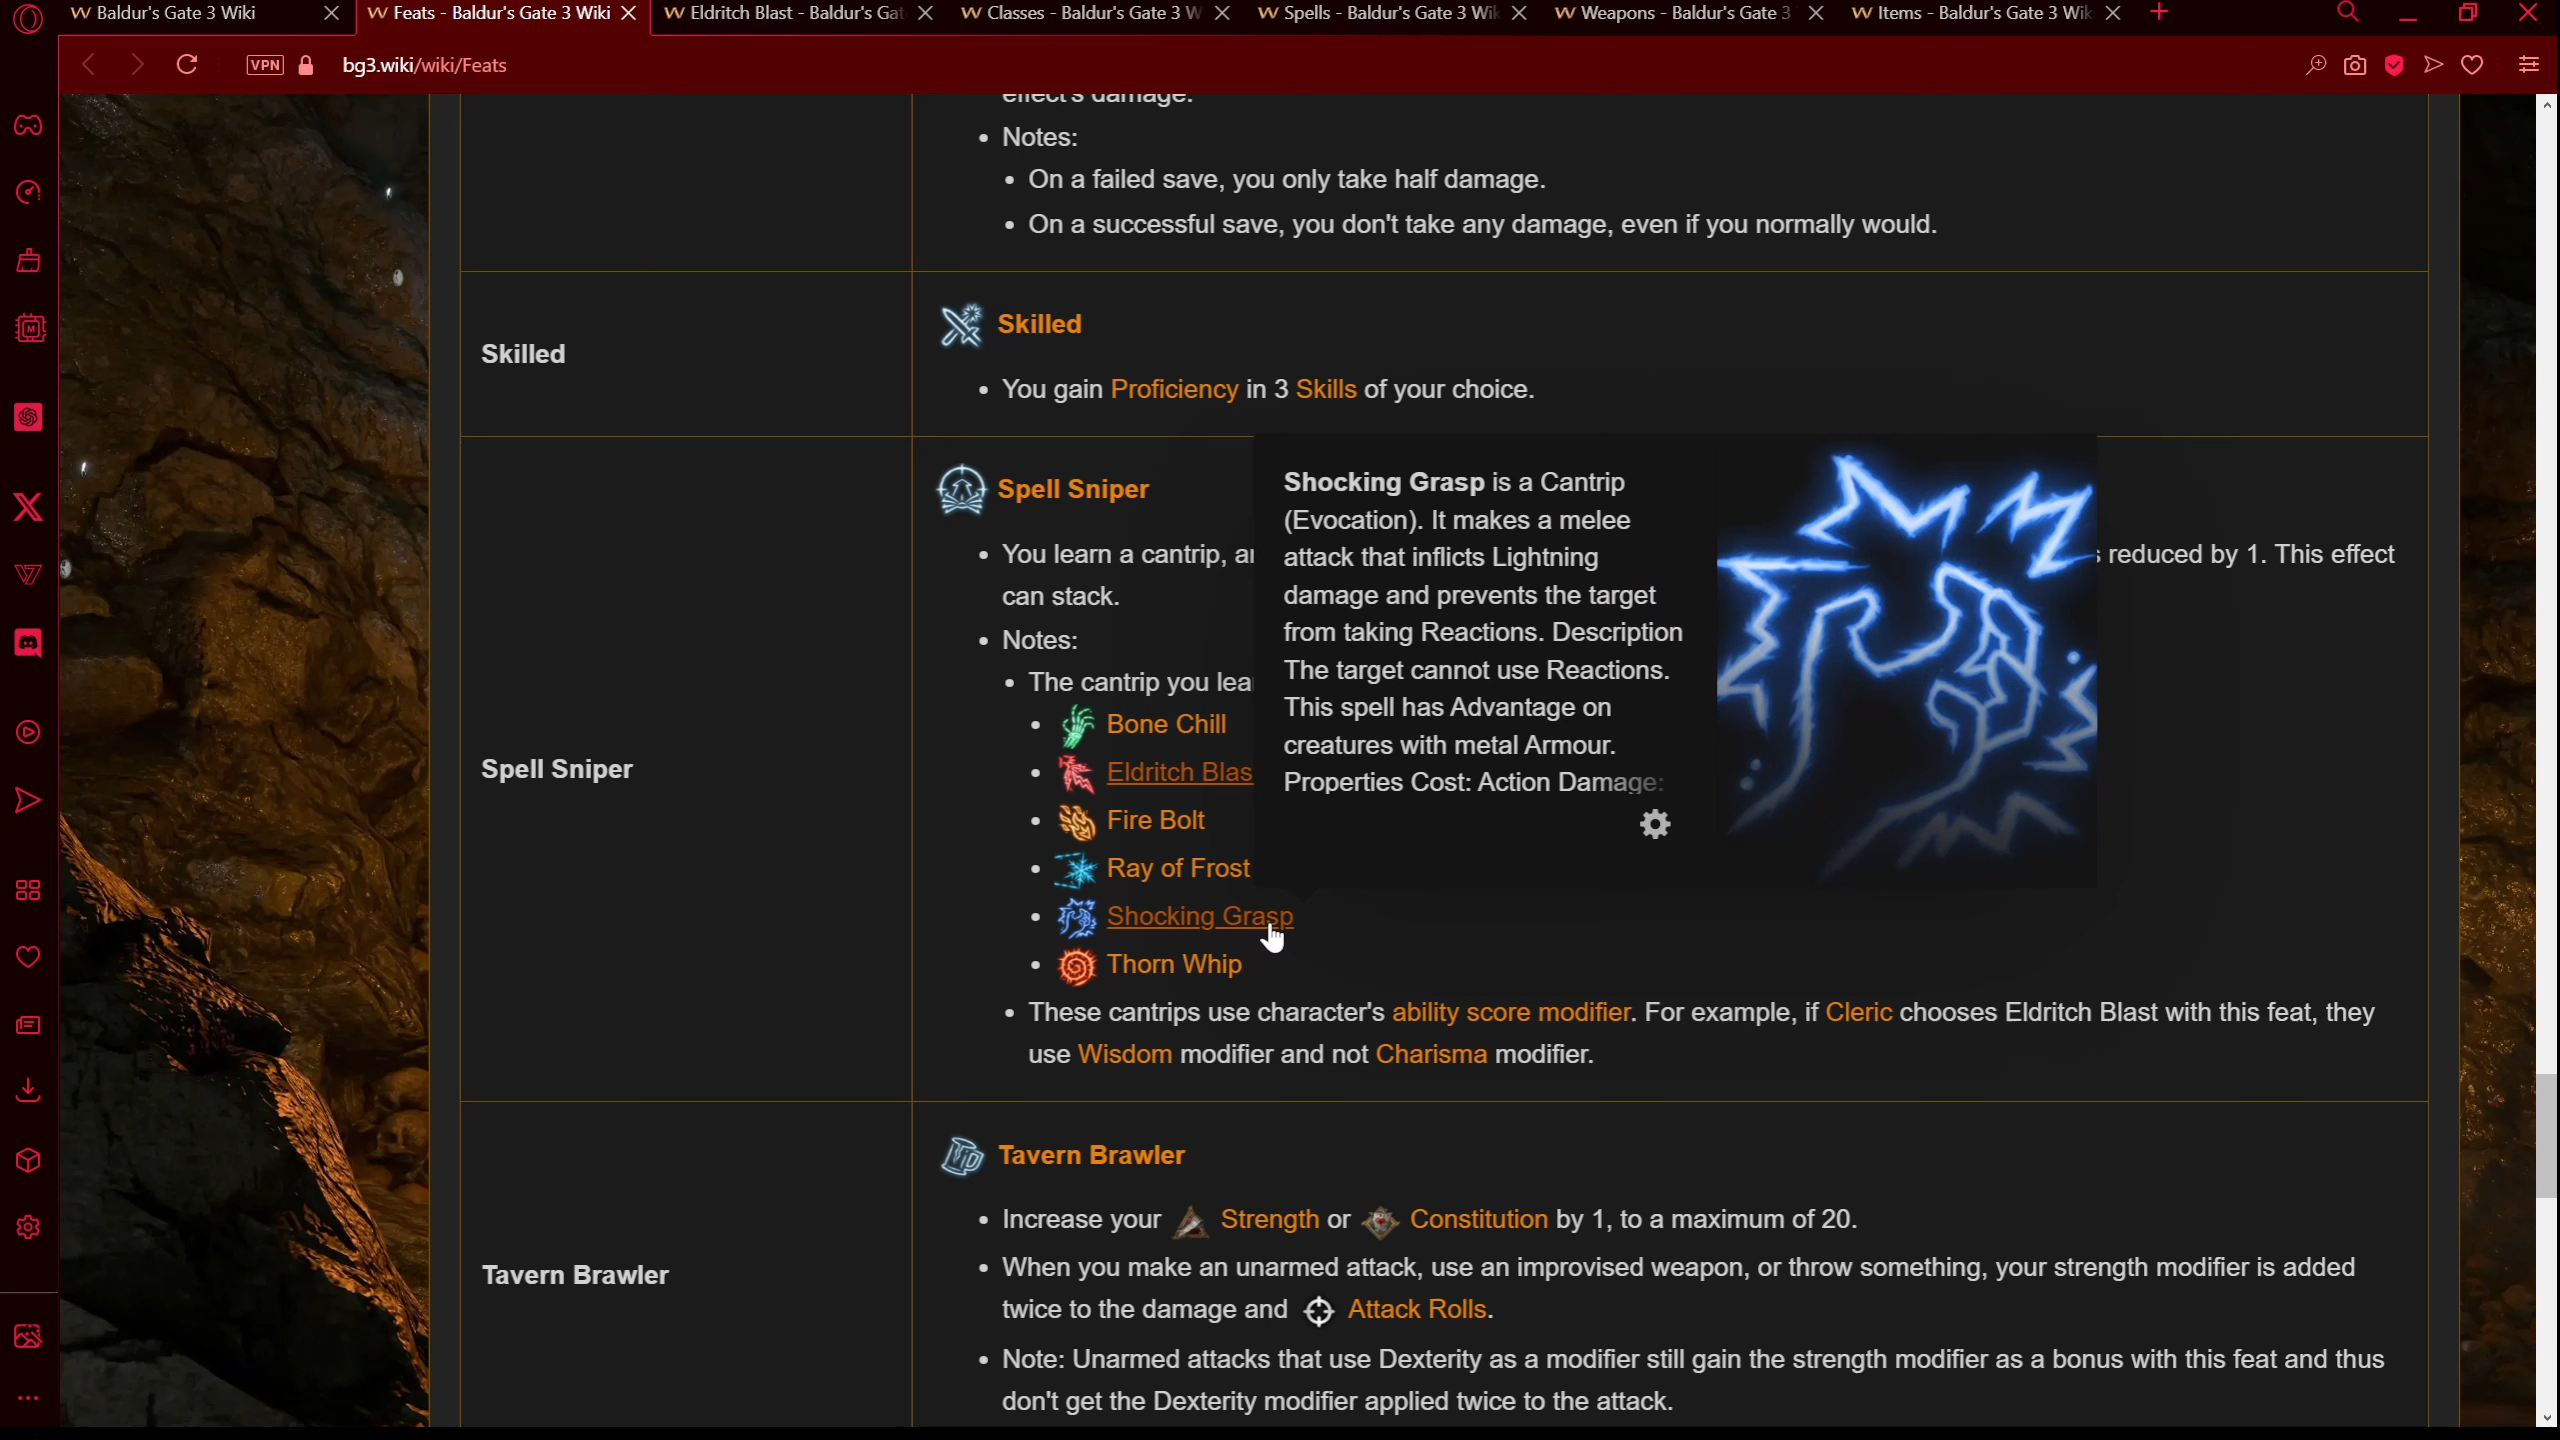 Baldur's Gate 3 Wiki
Feats - Baldur's Gate 3 Wiki
Eldritch Blast - Baldur's Gat
Classes - Baldur's Gate 3 W
Spells - Baldur's Gate 3 Wik
Weapons - Baldur's Gate 3
Items - Baldur's Gate 3 Wik
VPN
bg3.wiki/wiki/Feats
effect's damage.
Notes:
On a failed save, you only take half damage.
On a successful save, you don't take any damage, even if you normally would.
Skilled
Skilled
You gain Proficiency in 3 Skills of your choice.
Spell Sniper
Spell Sniper
You learn a cantrip, ar
s reduced by 1. This effect
can stack.
Notes:
The cantrip you lea
Bone Chill
Eldritch Blas
Fire Bolt
Ray of Frost
Shocking Grasp
Thorn Whip
These cantrips use character's ability score modifier. For example, if Cleric chooses Eldritch Blast with this feat, they
use Wisdom modifier and not Charisma modifier.
Shocking Grasp is a Cantrip
(Evocation). It makes a melee
attack that inflicts Lightning
damage and prevents the target
from taking Reactions. Description
The target cannot use Reactions.
This spell has Advantage on
creatures with metal Armour.
Properties Cost: Action Damage:
Tavern Brawler
Tavern Brawler
Increase your Strength or Constitution by 1, to a maximum of 20.
When you make an unarmed attack, use an improvised weapon, or throw something, your strength modifier is added
twice to the damage and Attack Rolls.
Note: Unarmed attacks that use Dexterity as a modifier still gain the strength modifier as a bonus with this feat and thus
don't get the Dexterity modifier applied twice to the attack.